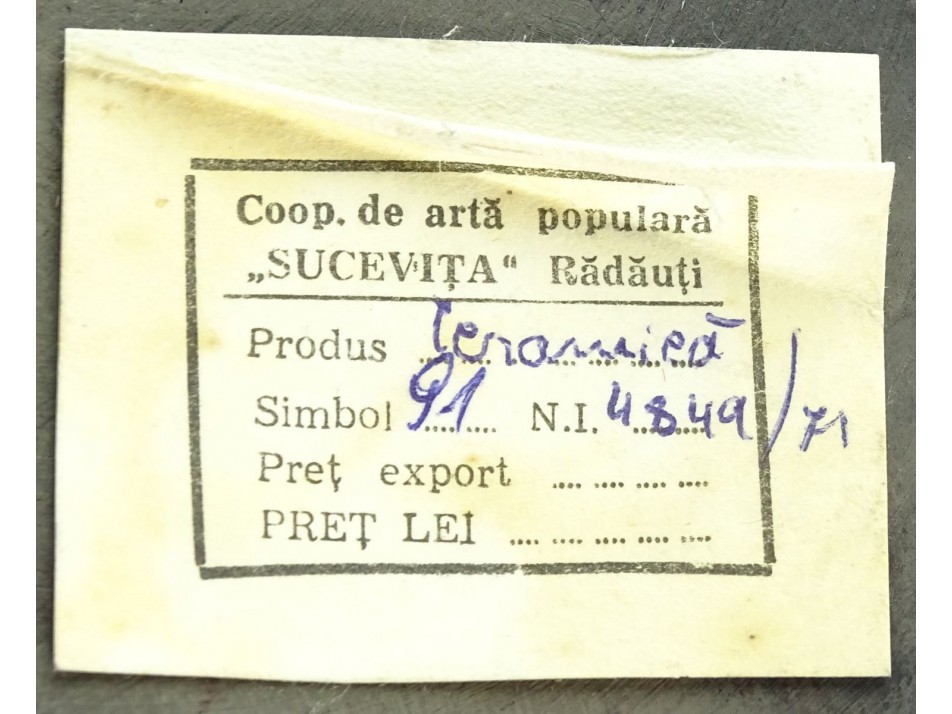 Coop. de artă populară
„SUCEVIȚA“ Rădăuți
Produs Ceramică
Simbol 91 N.I. 4849/71
Preț export .... .... .... ....
PREȚ LEI .... .... .... .... ....